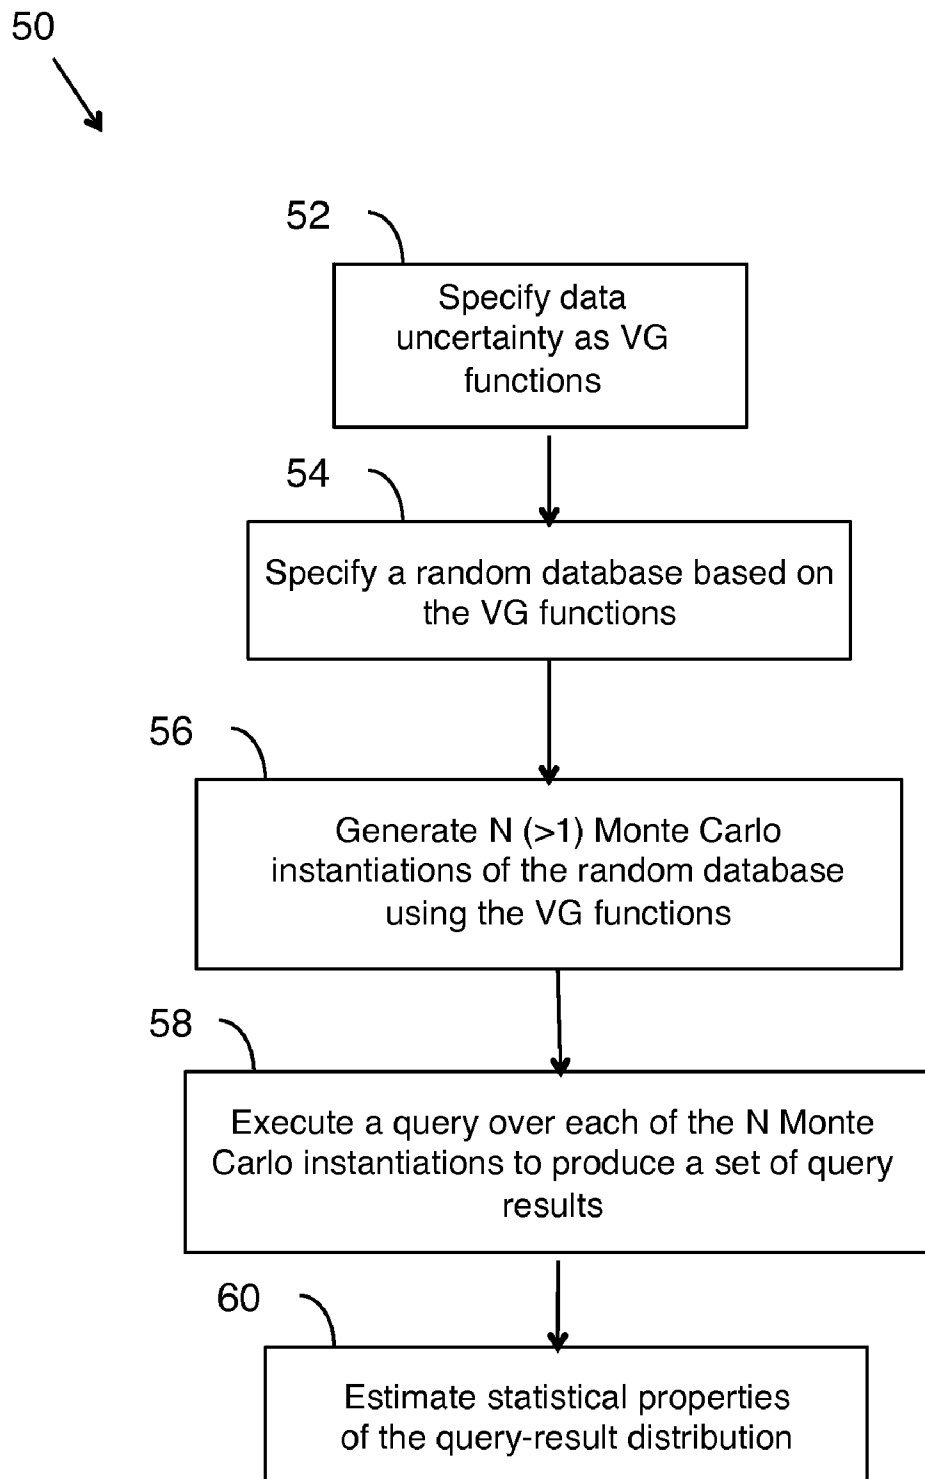 50
52
Specify data
uncertainty as VG
functions
54
Specify a random database based on
the VG functions
56
Generate N (>1) Monte Carlo
instantiations of the random database
using the VG functions
58
Execute a query over each of the N Monte
Carlo instantiations to produce a set of query
results
60
Estimate statistical properties
of the query-result distribution